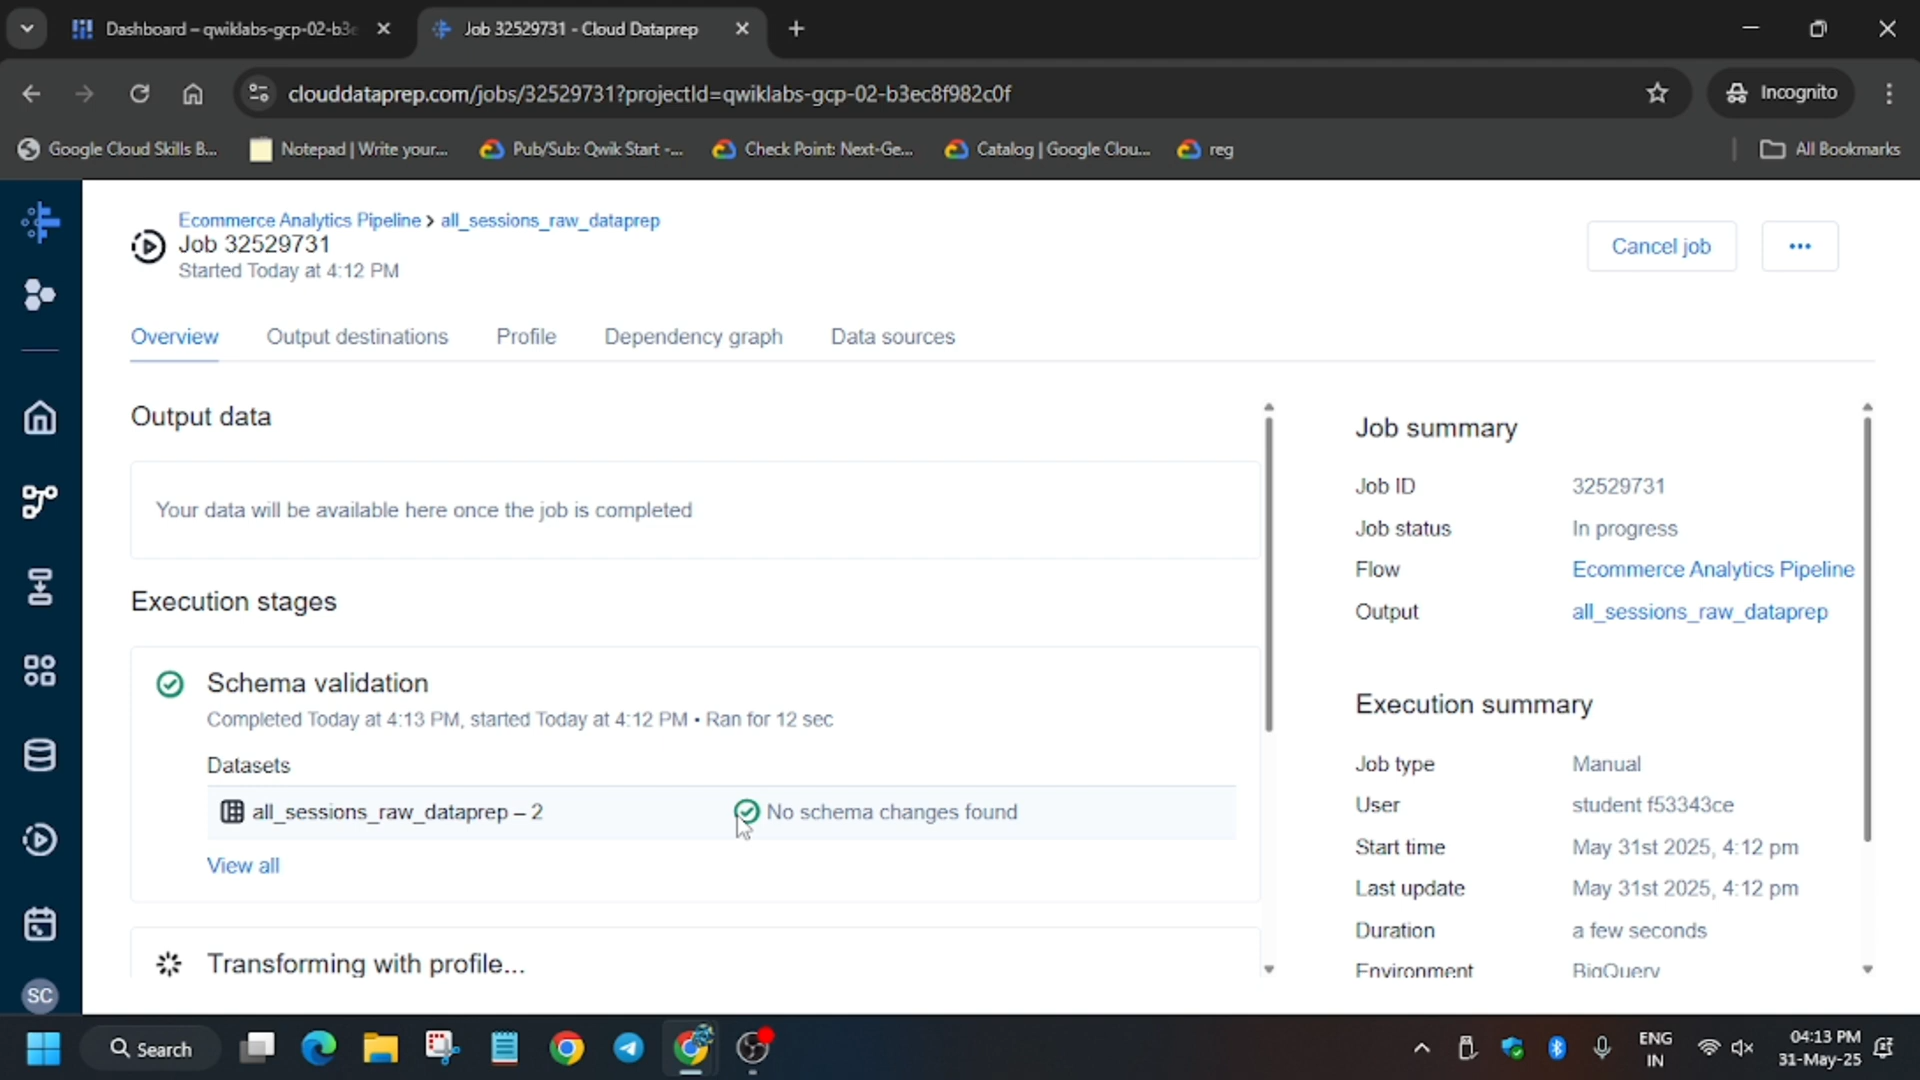 Dashboard – qwiklabs-gcp-02-b3e
Job 32529731 - Cloud Dataprep
clouddataprep.com/jobs/32529731?projectId=qwiklabs-gcp-02-b3ec8f982c0f
Incognito
Google Cloud Skills B...
Notepad | Write your...
Pub/Sub: Qwik Start -...
Check Point: Next-Ge...
Catalog | Google Clou...
reg
All Bookmarks
Ecommerce Analytics Pipeline > all_sessions_raw_dataprep
Job 32529731
Started Today at 4:12 PM
Cancel job
Overview
Output destinations
Profile
Dependency graph
Data sources
Output data
Your data will be available here once the job is completed
Execution stages
Schema validation
Completed Today at 4:13 PM, started Today at 4:12 PM • Ran for 12 sec
Datasets
all_sessions_raw_dataprep – 2
No schema changes found
View all
Transforming with profile...
Job summary
Job ID 32529731
Job status In progress
Flow Ecommerce Analytics Pipeline
Output all_sessions_raw_dataprep
Execution summary
Job type Manual
User student f53343ce
Start time May 31st 2025, 4:12 pm
Last update May 31st 2025, 4:12 pm
Duration a few seconds
Environment BigQuery
SC
Search
ENG
IN
04:13 PM
31-May-25